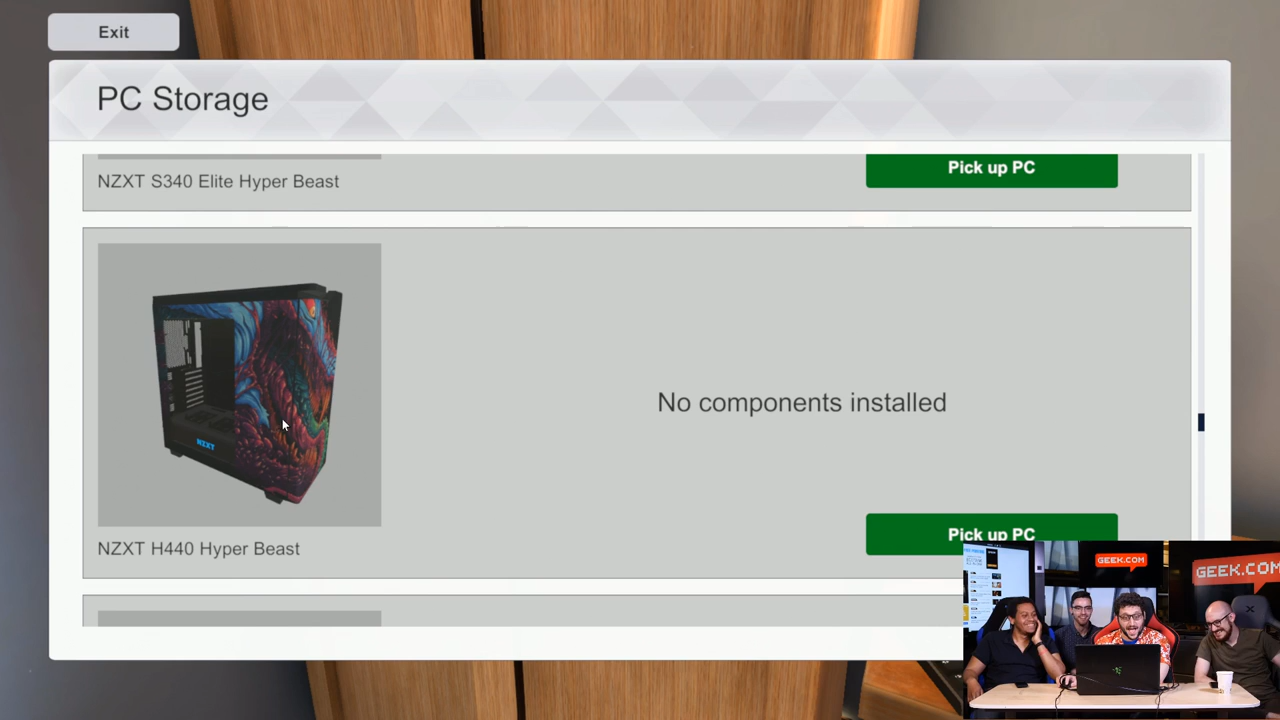 Exit
PC Storage
Pick up PC
NZXT S340 Elite Hyper Beast
NZXT
No components installed
Pick up PC
NZXT H440 Hyper Beast
GEEK.COM
GEEK.COM